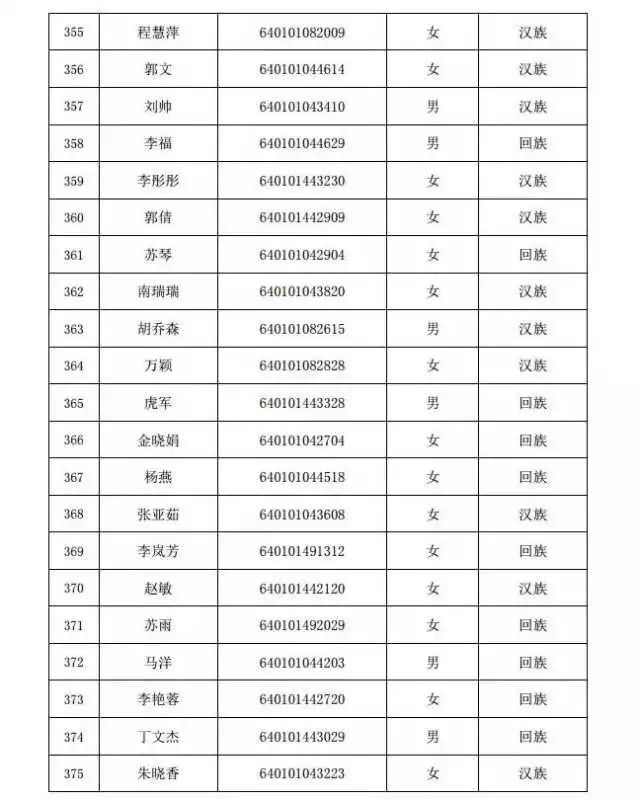 355 程慧萍 640101082009 女 汉族
356 郭文 640101044614 女 汉族
357 刘帅 640101043410 男 汉族
358 李福 640101044629 男 回族
359 李彤彤 640101443230 女 汉族
360 郭倩 640101442909 女 汉族
361 苏琴 640101042904 女 回族
362 南瑞瑞 640101043820 女 汉族
363 胡乔森 640101082615 男 汉族
364 万颖 640101082828 女 汉族
365 虎军 640101443328 男 回族
366 金晓娟 640101042704 女 回族
367 杨燕 640101044518 女 回族
368 张亚茹 640101043608 女 汉族
369 李岚芳 640101491312 女 回族
370 赵敏 640101442120 女 汉族
371 苏雨 640101492029 女 回族
372 马洋 640101044203 男 回族
373 李艳蓉 640101442720 女 回族
374 丁文杰 640101443029 男 回族
375 朱晓香 640101043223 女 汉族